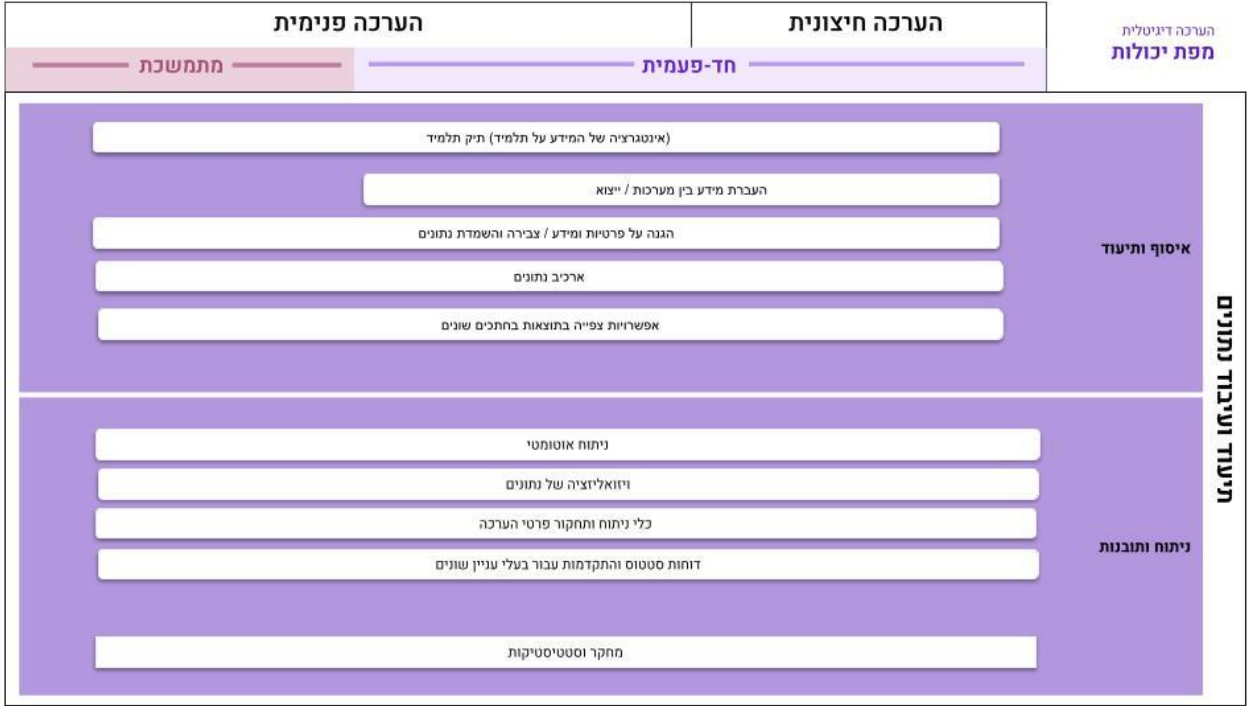 הערכה דיגיטלית
מפת יכולות
הערכה חיצונית
הערכה פנימית
חד-פעמית
מתמשכת
תיעוד ועיבוד נתונים
איסוף ותיעוד
(אינטגרציה של המידע על תלמיד) תיק תלמיד
העברת מידע בין מערכות / ייצוא
הגנה על פרטיות ומידע / צבירה והשמדת נתונים
ארכיב נתונים
אפשרויות צפייה בתוצאות בחתכים שונים
ניתוח ותובנות
ניתוח אוטומטי
ויזואליזציה של נתונים
כלי ניתוח ותחקור פרטי הערכה
דוחות סטטוס והתקדמות עבור בעלי עניין שונים
מחקר וסטטיסטיקות